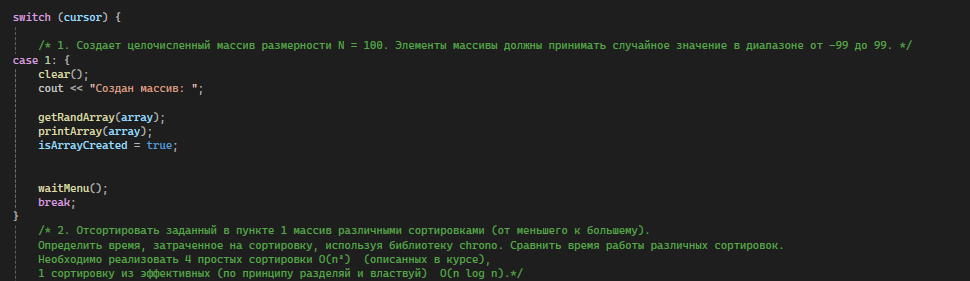 switch (cursor) {
/* 1. Создает целочисленный массив размерности N = 100. Элементы массивы должны принимать случайное значение в диапазоне от -99 до 99. */
case 1: {
clear();
cout << "Создан массив: ";
getRandArray(array);
printArray(array);
isArrayCreated = true;
waitMenu();
break;
}
/* 2. Отсортировать заданный в пункте 1 массив различными сортировками (от меньшего к большему).
Определить время, затраченное на сортировку, используя библиотеку chrono. Сравнить время работы различных сортировок.
Необходимо реализовать 4 простых сортировки O(n²)  (описанных в курсе),
1 сортировку из эффективных (по принципу разделяй и властвуй)  O(n log n).*/